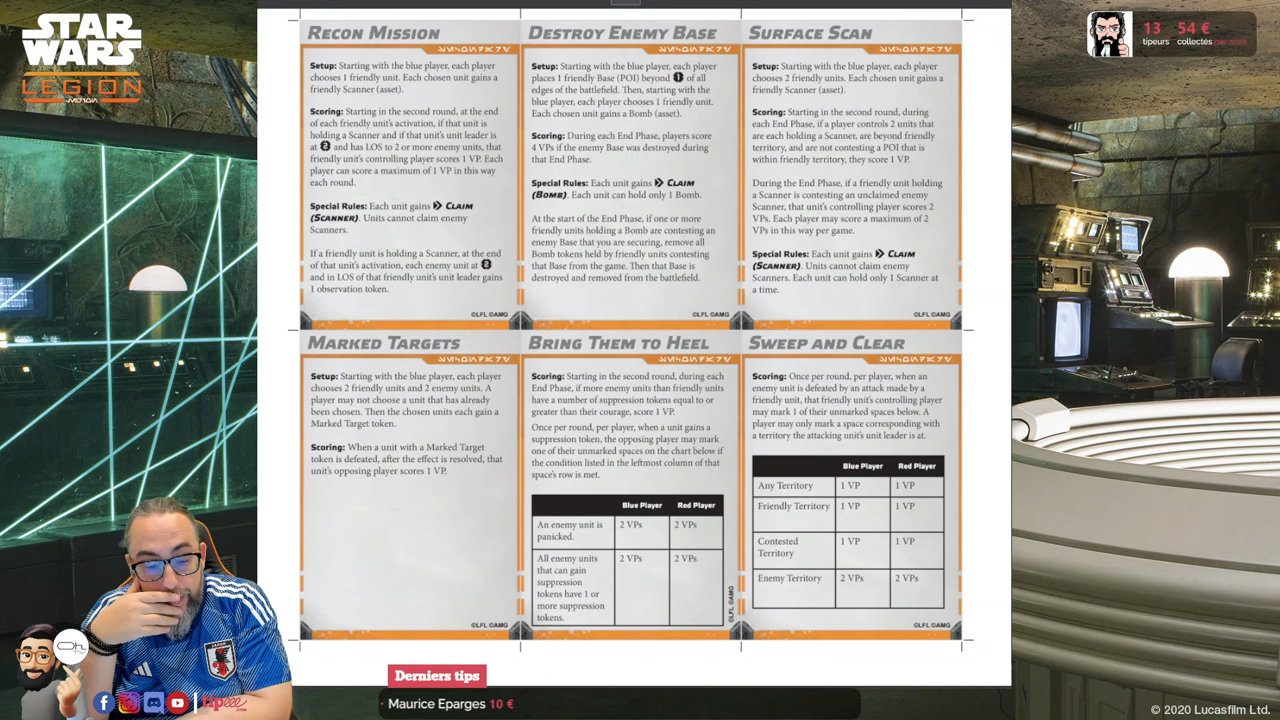 STAR
WARS
LEGION
13
tipeurs
54 €
collectés par mois
RECON MISSION
Setup: Starting with the blue player, each player
chooses 1 friendly unit. Each chosen unit gains a
friendly Scanner (asset).
Scoring: Starting in the second round, at the end
of each friendly unit's activation, if that unit is
holding a Scanner and if that unit's unit leader is
at 2 and has LOS to 2 or more enemy units, that
friendly unit's controlling player scores 1 VP. Each
player can score a maximum of 1 VP in this way
each round.
Special Rules: Each unit gains CLAIM
(SCANNER). Units cannot claim enemy
Scanners.
If a friendly unit is holding a Scanner, at the end
of that unit's activation, each enemy unit at 2
and in LOS of that friendly unit's unit leader gains
1 observation token.
©LFL ©AMG
DESTROY ENEMY BASE
Setup: Starting with the blue player, each player
places 1 friendly Base (POI) beyond 1 of all
edges of the battlefield. Then, starting with the
blue player, each player chooses 1 friendly unit.
Each chosen unit gains a Bomb (asset).
Scoring: During each End Phase, players score
4 VPs if the enemy Base was destroyed during
that End Phase.
Special Rules: Each unit gains CLAIM
(BOMB). Each unit can hold only 1 Bomb.
At the start of the End Phase, if one or more
friendly units holding a Bomb are contesting an
enemy Base that you are securing, remove all
Bomb tokens held by friendly units contesting
that Base from the game. Then that Base is
destroyed and removed from the battlefield.
©LFL ©AMG
SURFACE SCAN
Setup: Starting with the blue player, each player
chooses 2 friendly units. Each chosen unit gains a
friendly Scanner (asset).
Scoring: Starting in the second round, during
each End Phase, if a player controls 2 units that
are each holding a Scanner, are beyond friendly
territory, and are not contesting a POI that is
within friendly territory, they score 1 VP.
During the End Phase, if a friendly unit holding
a Scanner is contesting an unclaimed enemy
Scanner, that unit's controlling player scores 2
VPs. Each player may score a maximum of 2
VPs in this way per game.
Special Rules: Each unit gains CLAIM
(SCANNER). Units cannot claim enemy
Scanners. Each unit can hold only 1 Scanner at
a time.
©LFL ©AMG
MARKED TARGETS
Setup: Starting with the blue player, each player
chooses 2 friendly units and 2 enemy units. A
player may not choose a unit that has already
been chosen. Then the chosen units each gain a
Marked Target token.
Scoring: When a unit with a Marked Target
token is defeated, after the effect is resolved, that
unit's opposing player scores 1 VP.
©LFL ©AMG
BRING THEM TO HEEL
Scoring: Starting in the second round, during each
End Phase, if more enemy units than friendly units
have a number of suppression tokens equal to or
greater than their courage, score 1 VP.
Once per round, per player, when a unit gains a
suppression token, the opposing player may mark
one of their unmarked spaces on the chart below if
the condition listed in the leftmost column of that
space's row is met.
Blue Player Red Player
An enemy unit is
panicked.
2 VPs 2 VPs
All enemy units
that can gain
suppression
tokens have 1 or
more suppression
tokens.
2 VPs 2 VPs
©LFL ©AMG
SWEEP AND CLEAR
Scoring: Once per round, per player, when an
enemy unit is defeated by an attack made by a
friendly unit, that friendly unit's controlling player
may mark 1 of their unmarked spaces below. A
player may only mark a space corresponding with
a territory the attacking unit's unit leader is at.
Blue Player Red Player
Any Territory 1 VP 1 VP
Friendly Territory 1 VP 1 VP
Contested
Territory
1 VP 1 VP
Enemy Territory 2 VPs 2 VPs
©LFL ©AMG
Derniers tips
Maurice Eparges 10 €
tipeee
© 2020 Lucasfilm Ltd.